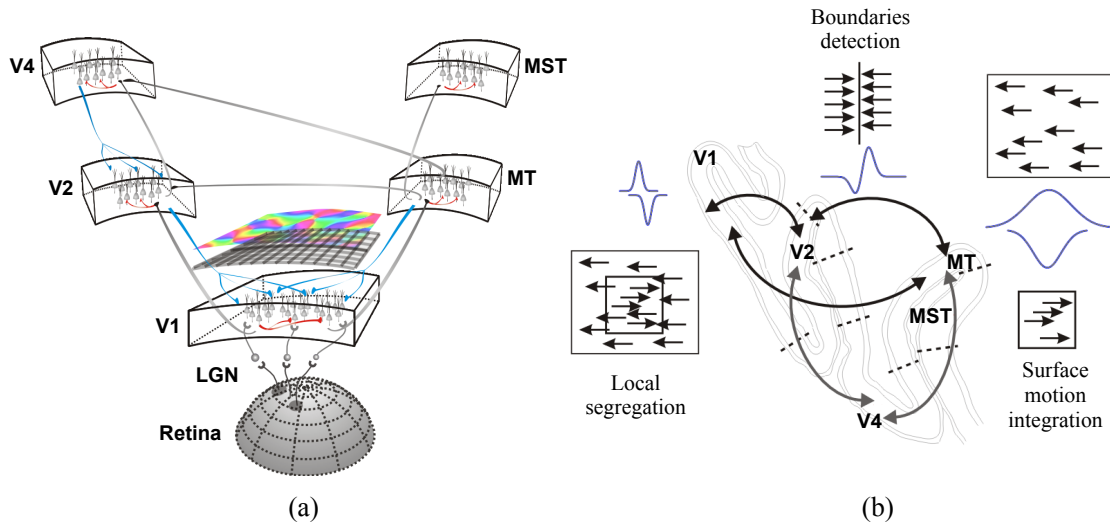 V4
MST
V2
MT
V1
LGN
Retina
(a)
Boundaries
detection
V1
V2
MT
MST
V4
Local
segregation
Surface
motion
integration
(b)